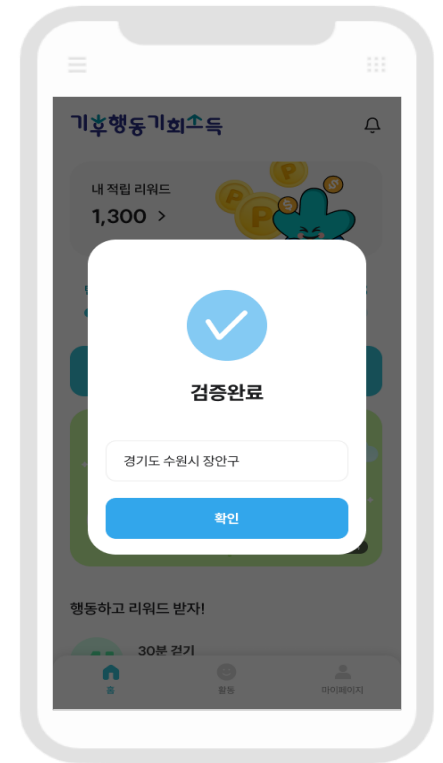 기후행동기회소득
내 적립 리워드
1,300 >
검증완료
경기도 수원시 장안구
확인
행동하고 리워드 받자!
30분 걷기
홈
활동
마이페이지